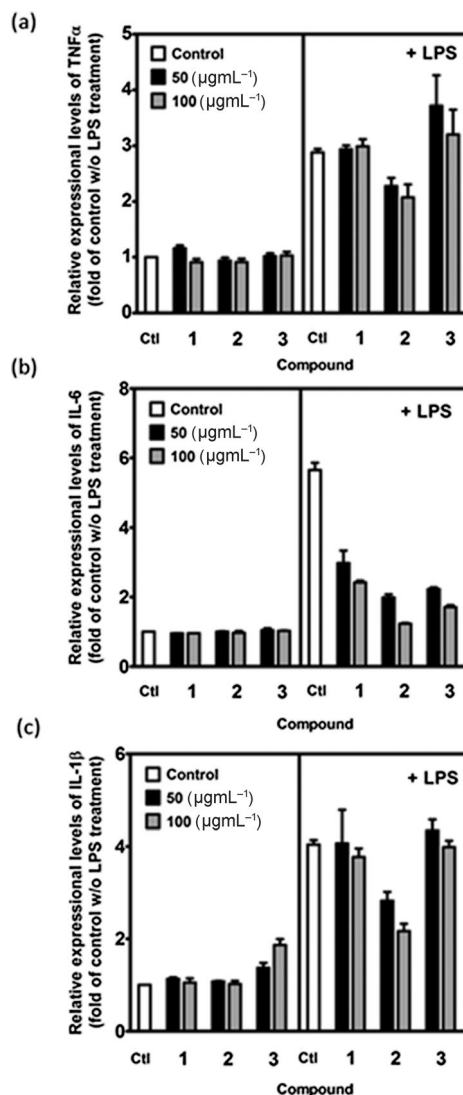 (a)
Relative expressional levels of TNFα
(fold of control w/o LPS treatment)
5
4
3
2
1
0
Control
50 (µgmL⁻¹)
100 (µgmL⁻¹)
+ LPS
Ctl 1 2 3 Ctl 1 2 3
Compound
(b)
Relative expressional levels of IL-6
(fold of control w/o LPS treatment)
8
6
4
2
0
Control
50 (µgmL⁻¹)
100 (µgmL⁻¹)
+ LPS
Ctl 1 2 3 Ctl 1 2 3
Compound
(c)
Relative expressional levels of IL-1β
(fold of control w/o LPS treatment)
6
4
2
0
Control
50 (µgmL⁻¹)
100 (µgmL⁻¹)
+ LPS
Ctl 1 2 3 Ctl 1 2 3
Compound